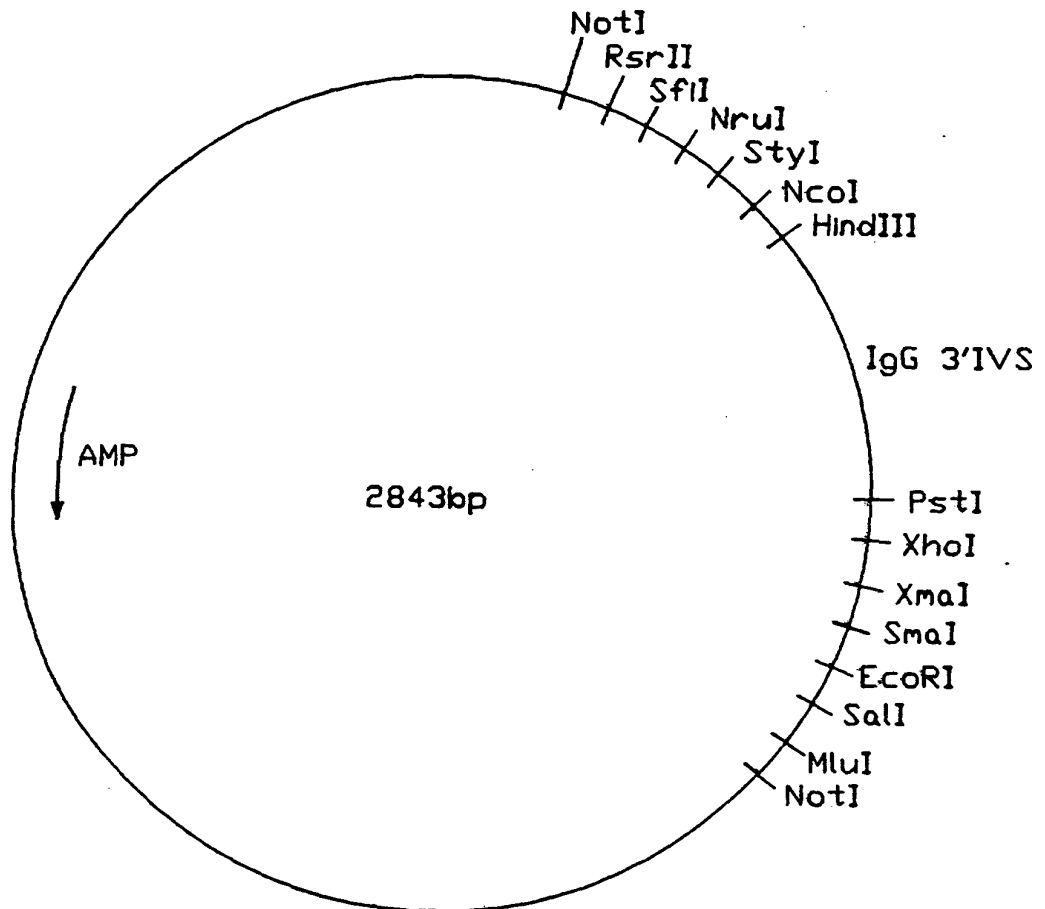 NotI
RsrII
SfiI
NruI
StyI
NcoI
HindIII
IgG 3'IVS
AMP
2843bp
PstI
XhoI
XmaI
SmaI
EcoRI
SalI
MluI
NotI